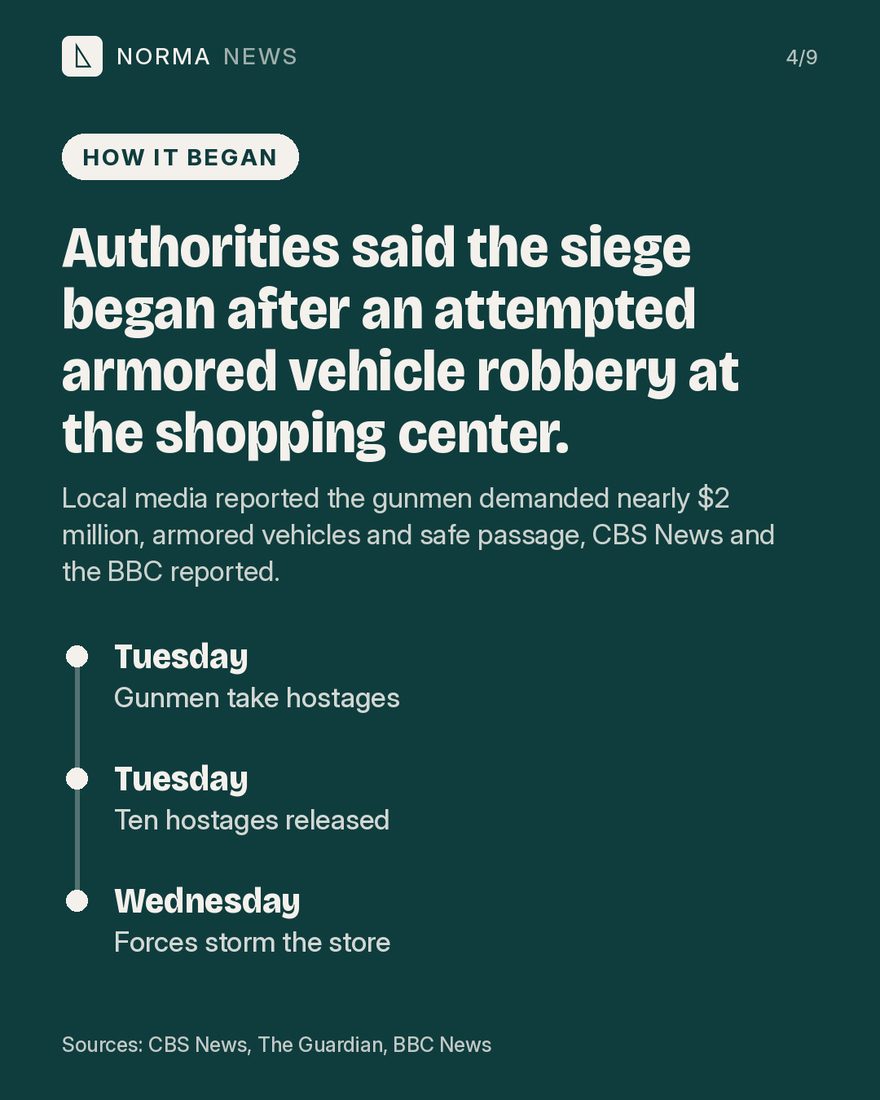 NORMA NEWS
4/9
HOW IT BEGAN
Authorities said the siege
began after an attempted
armored vehicle robbery at
the shopping center.
Local media reported the gunmen demanded nearly $2
million, armored vehicles and safe passage, CBS News and
the BBC reported.
Tuesday
Gunmen take hostages
Tuesday
Ten hostages released
Wednesday
Forces storm the store
Sources: CBS News, The Guardian, BBC News